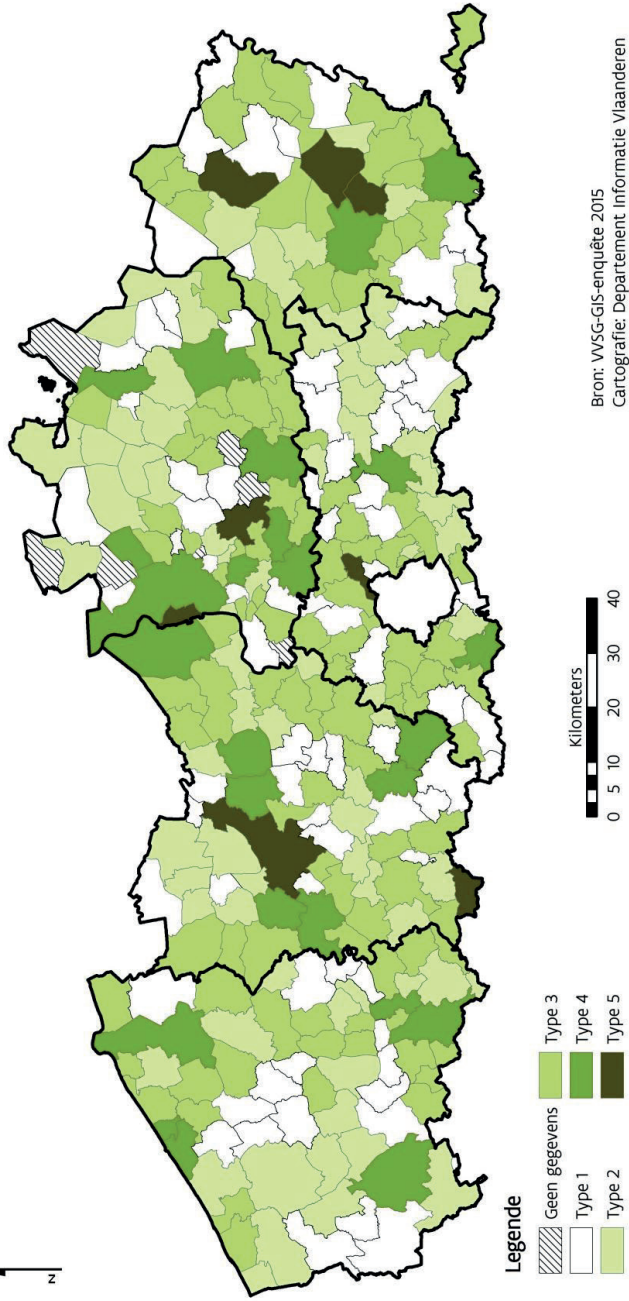 N
Legende
Geen gegevens
Type 1
Type 2
Type 3
Type 4
Type 5
Kilometers
0 5 10 20 30 40
Bron: VVSG-GIS-enquête 2015
Cartografie: Departement Informatie Vlaanderen